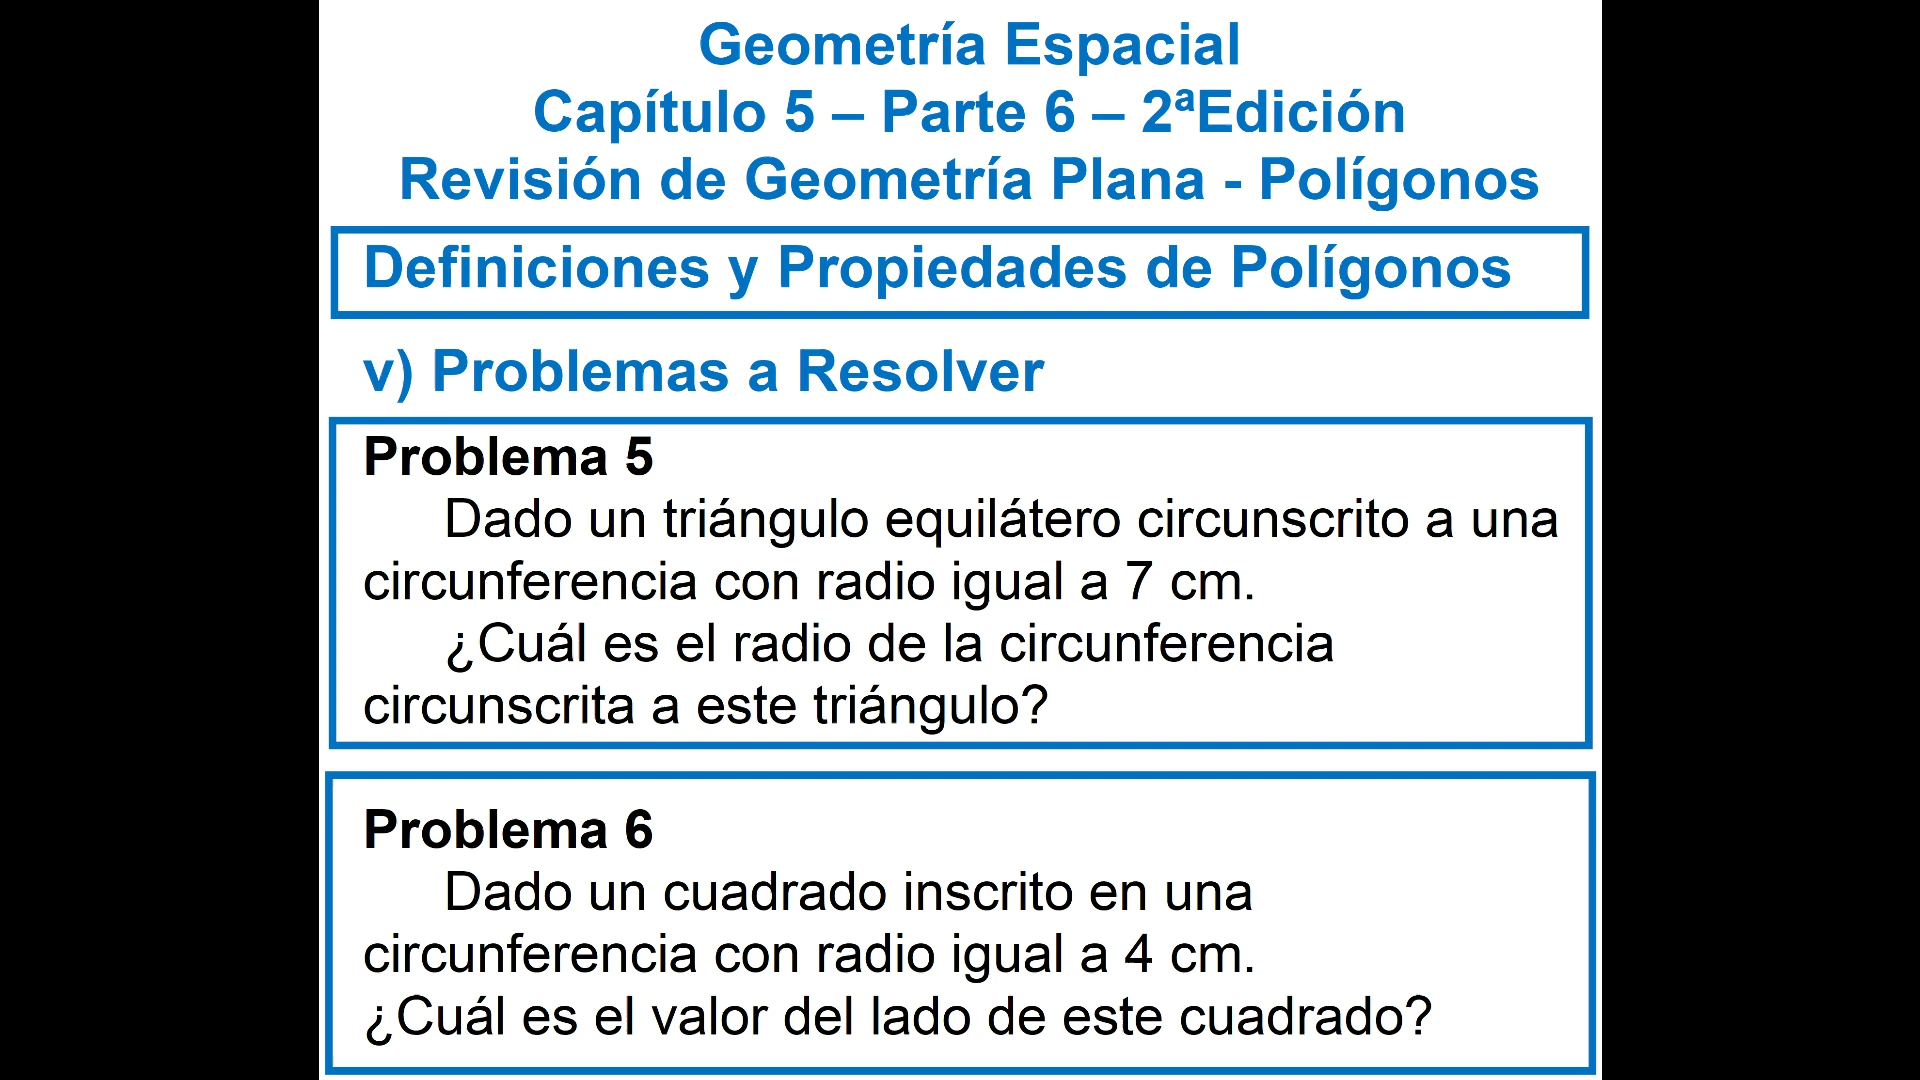 Geometría Espacial
Capítulo 5 – Parte 6 – 2ªEdición
Revisión de Geometría Plana - Polígonos
Definiciones y Propiedades de Polígonos
v) Problemas a Resolver
Problema 5
Dado un triángulo equilátero circunscrito a una
circunferencia con radio igual a 7 cm.
¿Cuál es el radio de la circunferencia
circunscrita a este triángulo?
Problema 6
Dado un cuadrado inscrito en una
circunferencia con radio igual a 4 cm.
¿Cuál es el valor del lado de este cuadrado?